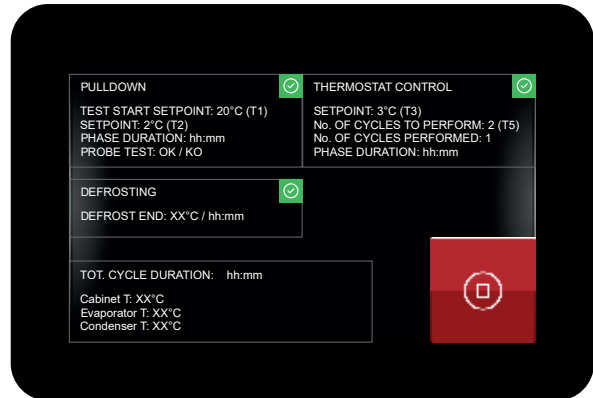 PULLDOWN
TEST START SETPOINT: 20°C (T1)
SETPOINT: 2°C (T2)
PHASE DURATION: hh:mm
PROBE TEST: OK / KO
THERMOSTAT CONTROL
SETPOINT: 3°C (T3)
No. OF CYCLES TO PERFORM: 2 (T5)
No. OF CYCLES PERFORMED: 1
PHASE DURATION: hh:mm
DEFROSTING
DEFROST END: XX°C / hh:mm
TOT. CYCLE DURATION: hh:mm
Cabinet T: XX°C
Evaporator T: XX°C
Condenser T: XX°C